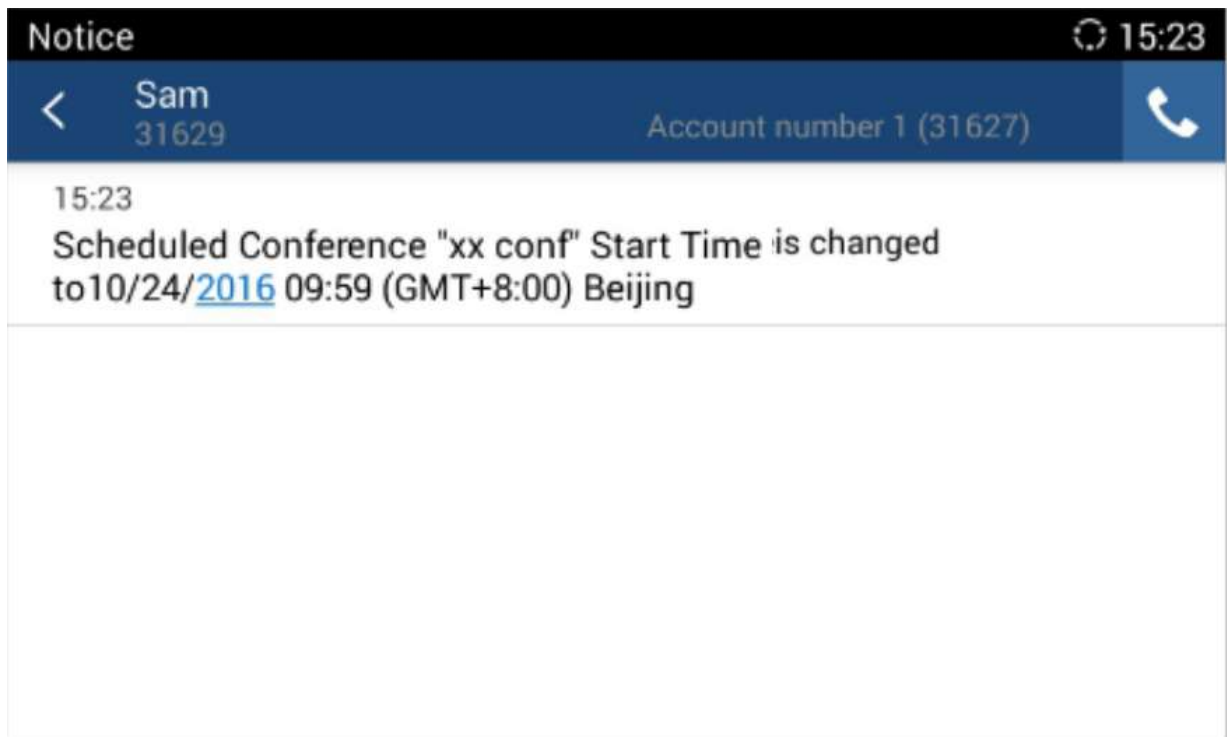 Notice 15:23
Sam
31629 Account number 1 (31627)
15:23
Scheduled Conference "xx conf" Start Time is changed
to10/24/2016 09:59 (GMT+8:00) Beijing